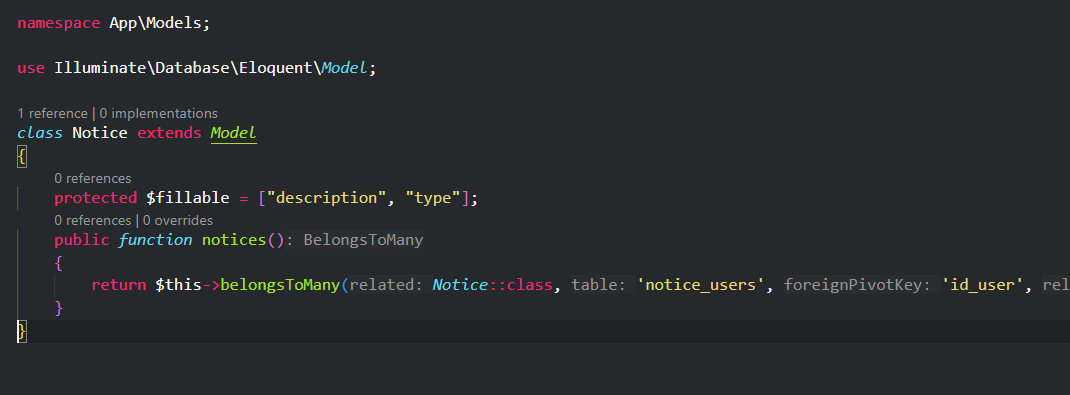 namespace App\Models;
use Illuminate\Database\Eloquent\Model;
1 reference | 0 implementations
class Notice extends Model
{
0 references
protected $fillable = ["description", "type"];
0 references | 0 overrides
public function notices(): BelongsToMany
{
return $this->belongsToMany(related: Notice::class, table: 'notice_users', foreignPivotKey: 'id_user', rel
}
}